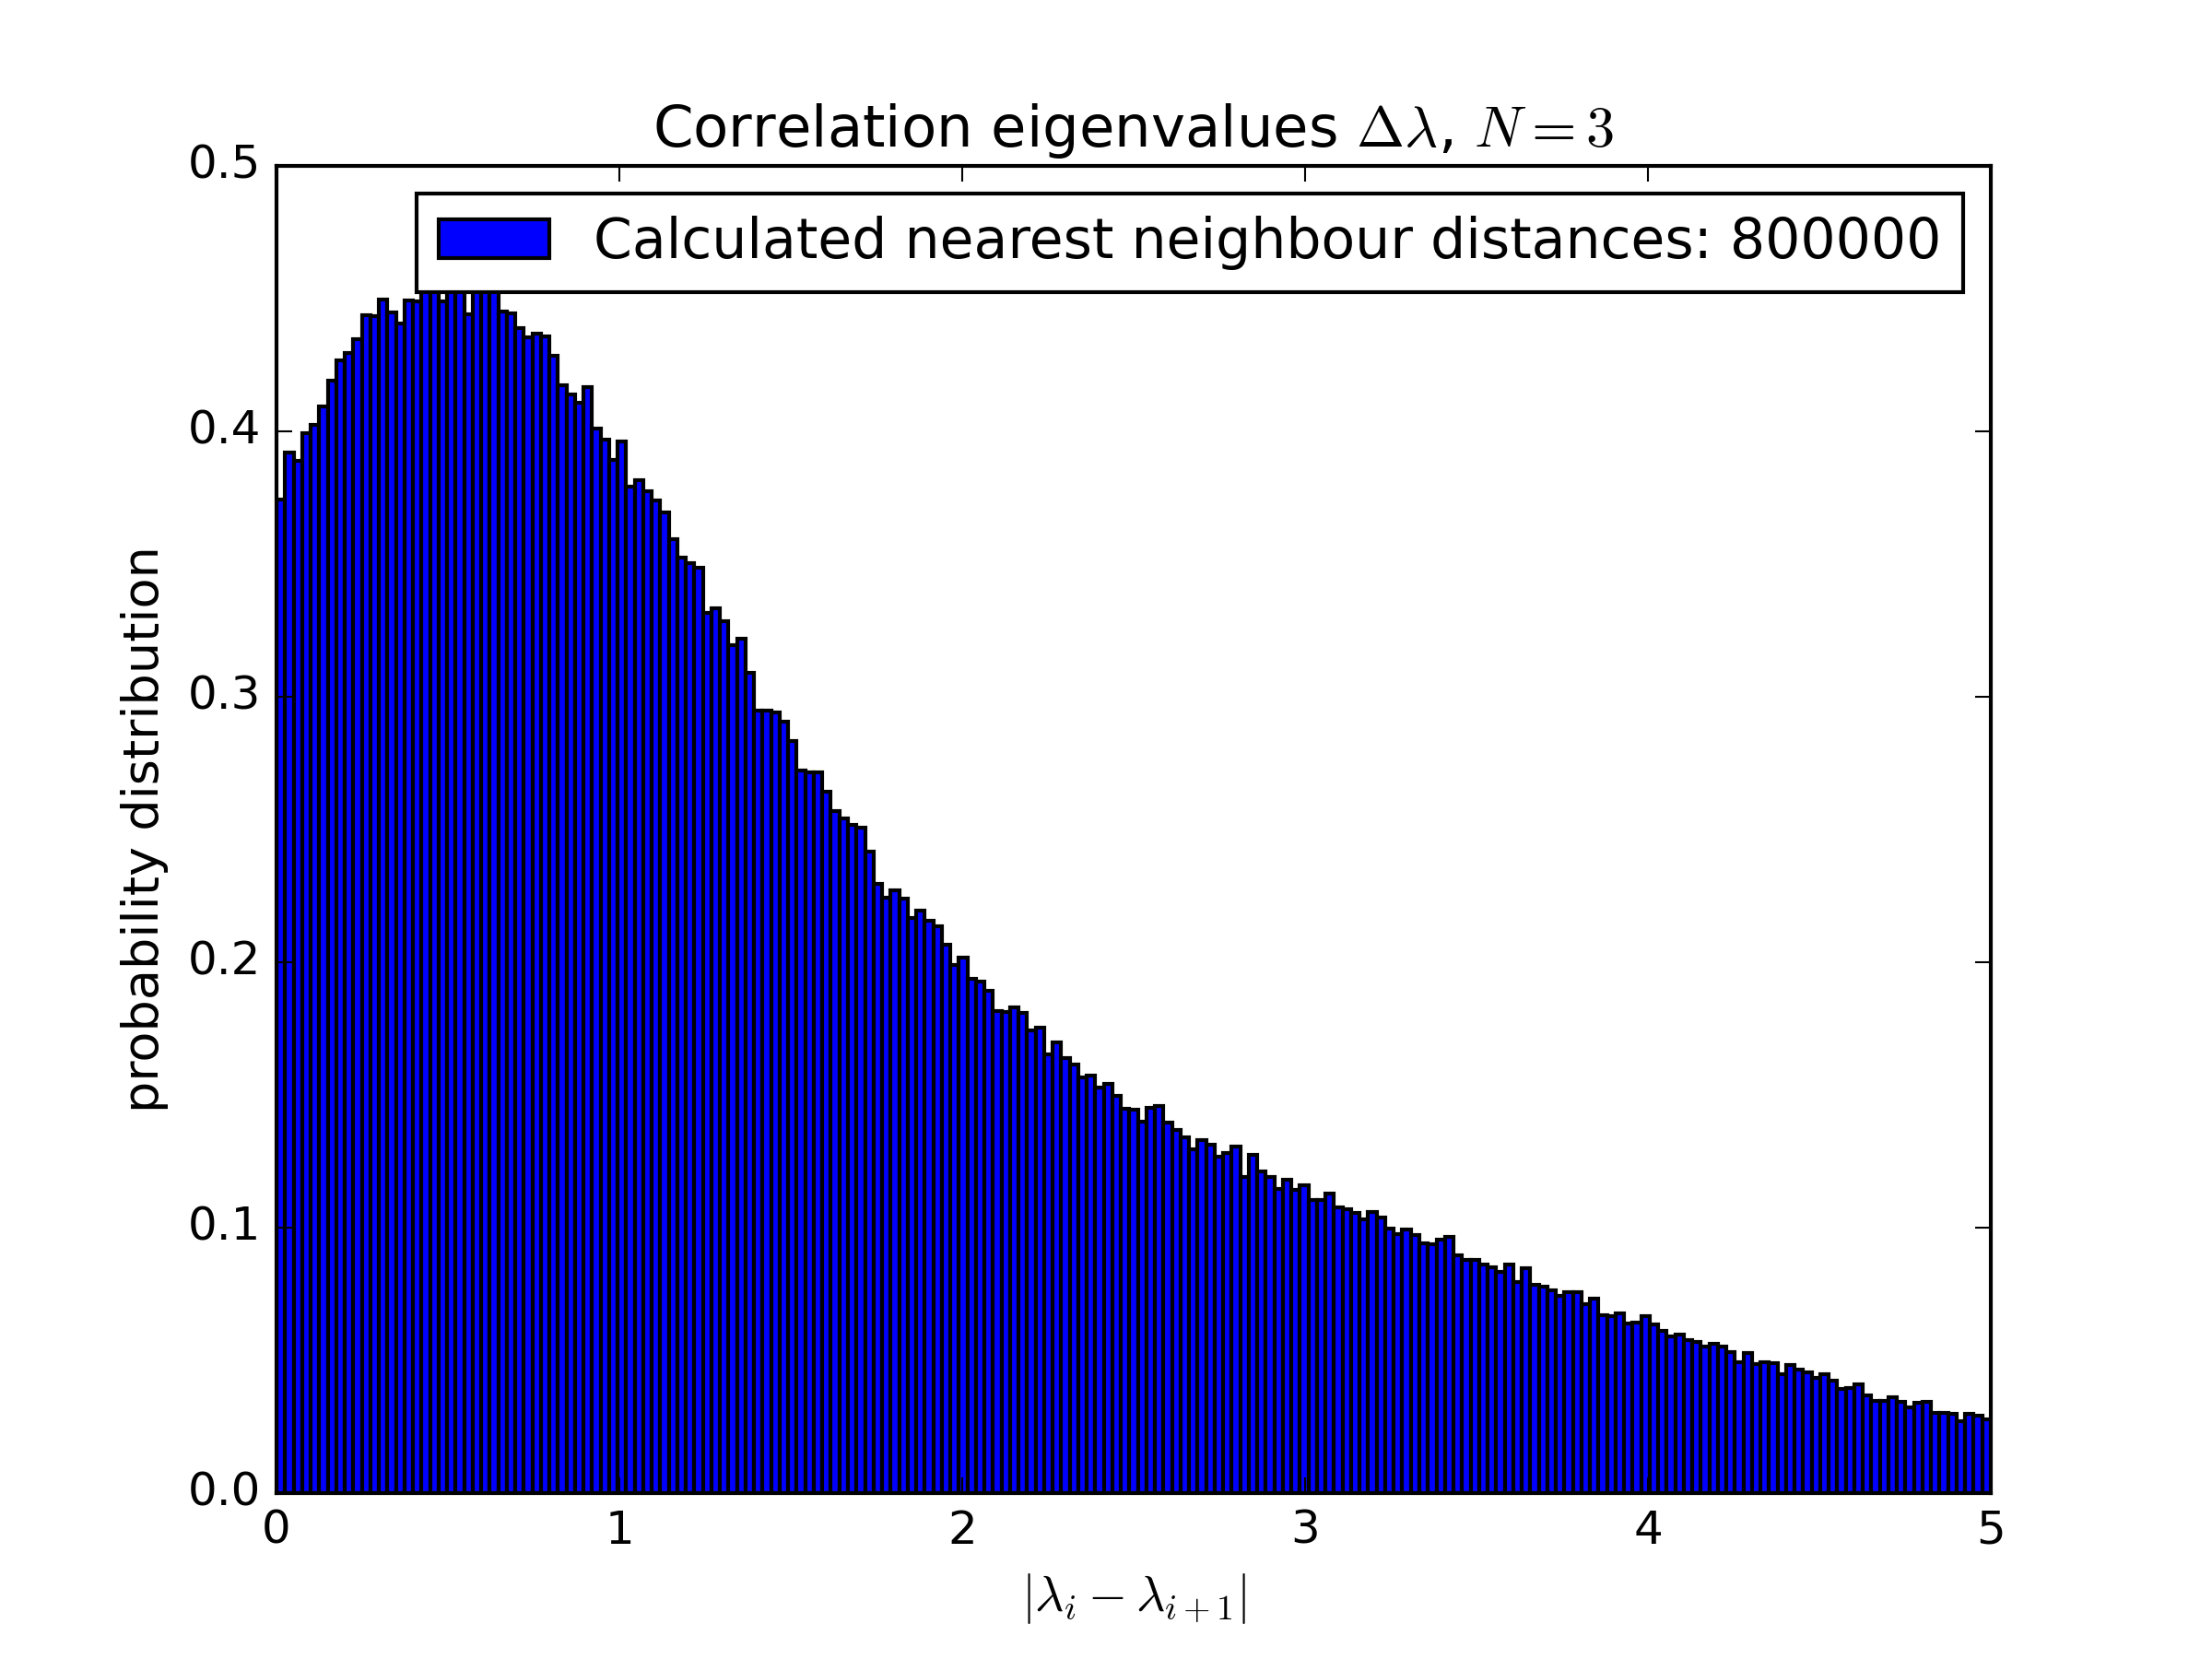 Correlation eigenvalues Δλ, N = 3
Calculated nearest neighbour distances: 800000
probability distribution
0.5
0.4
0.3
0.2
0.1
0.0
0 1 2 3 4 5
|λ_i − λ_{i+1}|